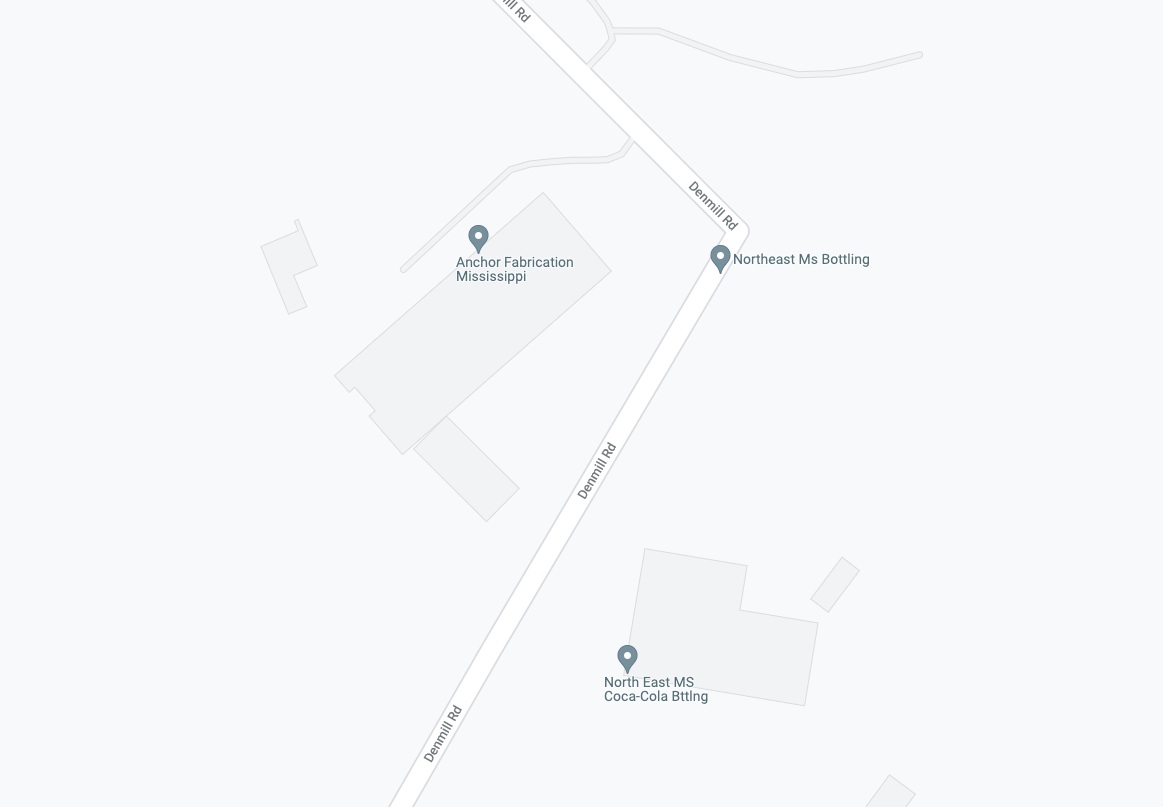 ill Rd
Denmill Rd
Northeast Ms Bottling
Anchor Fabrication
Mississippi
Denmill Rd
North East MS
Coca-Cola Bttlng
Denmill Rd